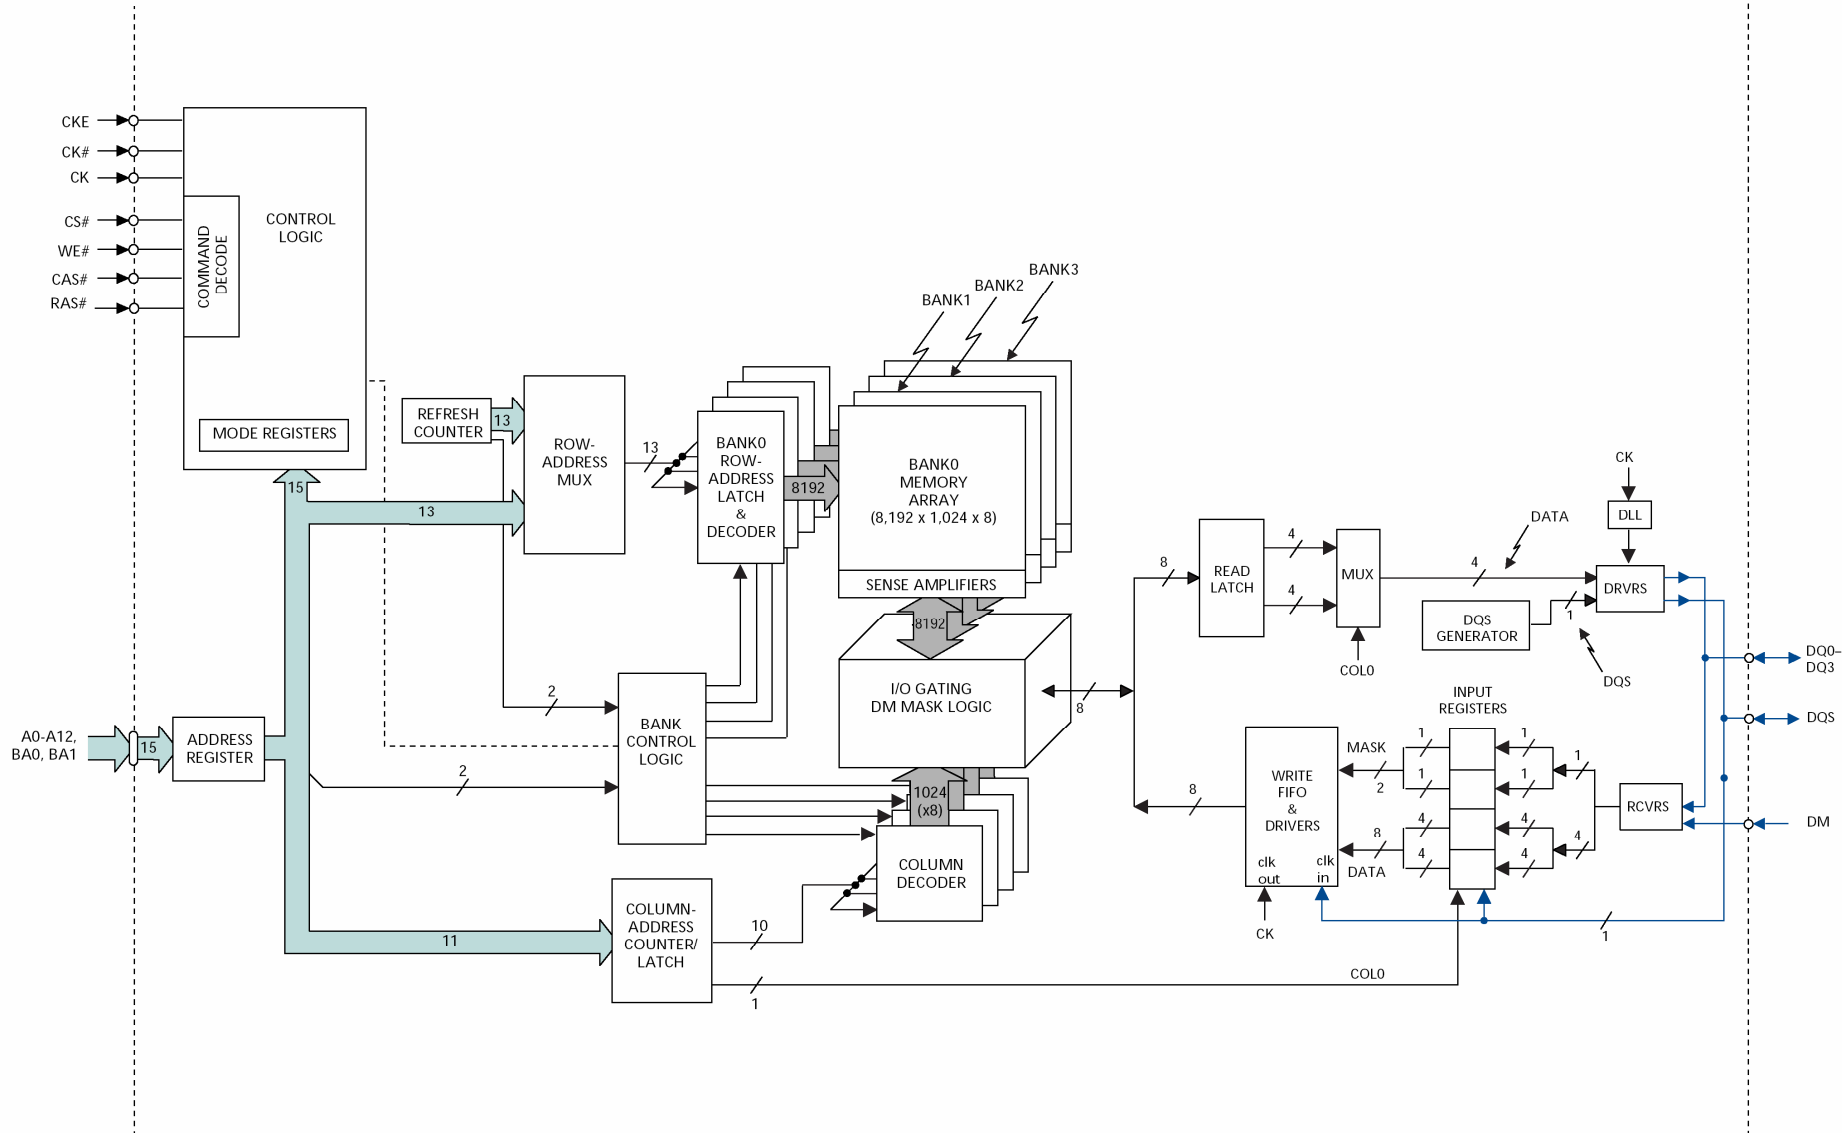 CKE
CK#
CK
CS#
WE#
CAS#
RAS#
COMMAND
DECODE
CONTROL
LOGIC
MODE REGISTERS
15
REFRESH
COUNTER
13
13
ROW-
ADDRESS
MUX
13
BANK0
ROW-
ADDRESS
LATCH
&
DECODER
8192
BANK1
BANK2
BANK3
BANK0
MEMORY
ARRAY
(8,192 x 1,024 x 8)
SENSE AMPLIFIERS
8192
I/O GATING
DM MASK LOGIC
8
A0-A12,
BA0, BA1
15
ADDRESS
REGISTER
2
2
BANK
CONTROL
LOGIC
1024
(x8)
COLUMN
DECODER
11
COLUMN-
ADDRESS
COUNTER/
LATCH
10
1
COL0
8
READ
LATCH
4
4
MUX
COL0
4
DATA
CK
DLL
DRVRS
DQS
GENERATOR
1
DQS
DQ0–
DQ3
DQS
DM
INPUT
REGISTERS
8
WRITE
FIFO
&
DRIVERS
clk
out
clk
in
CK
MASK
2
8
DATA
1
1
4
4
1
1
4
4
1
4
RCVRS
1